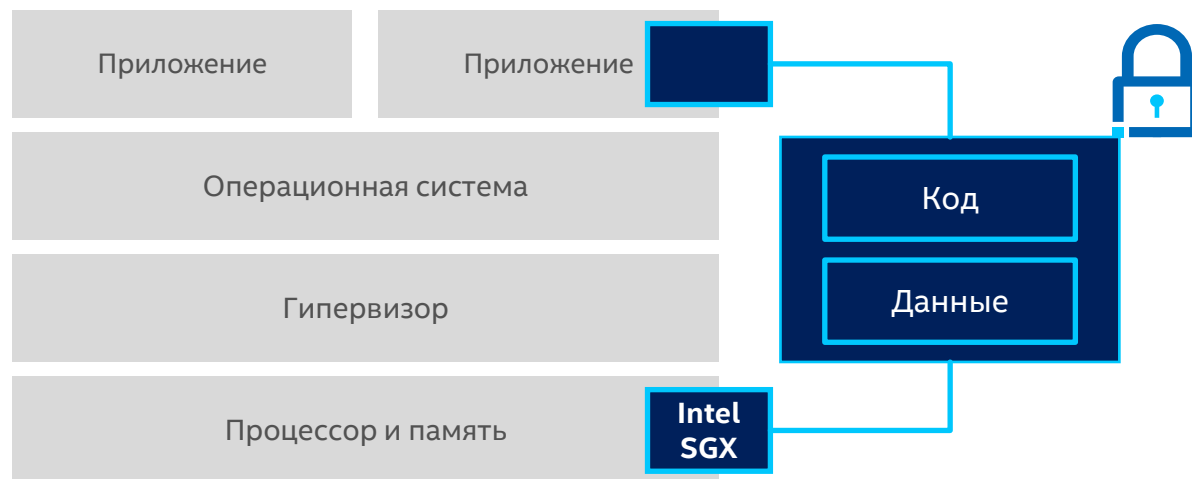 Приложение
Приложение
Операционная система
Код
Данные
Гипервизор
Процессор и память
Intel
SGX